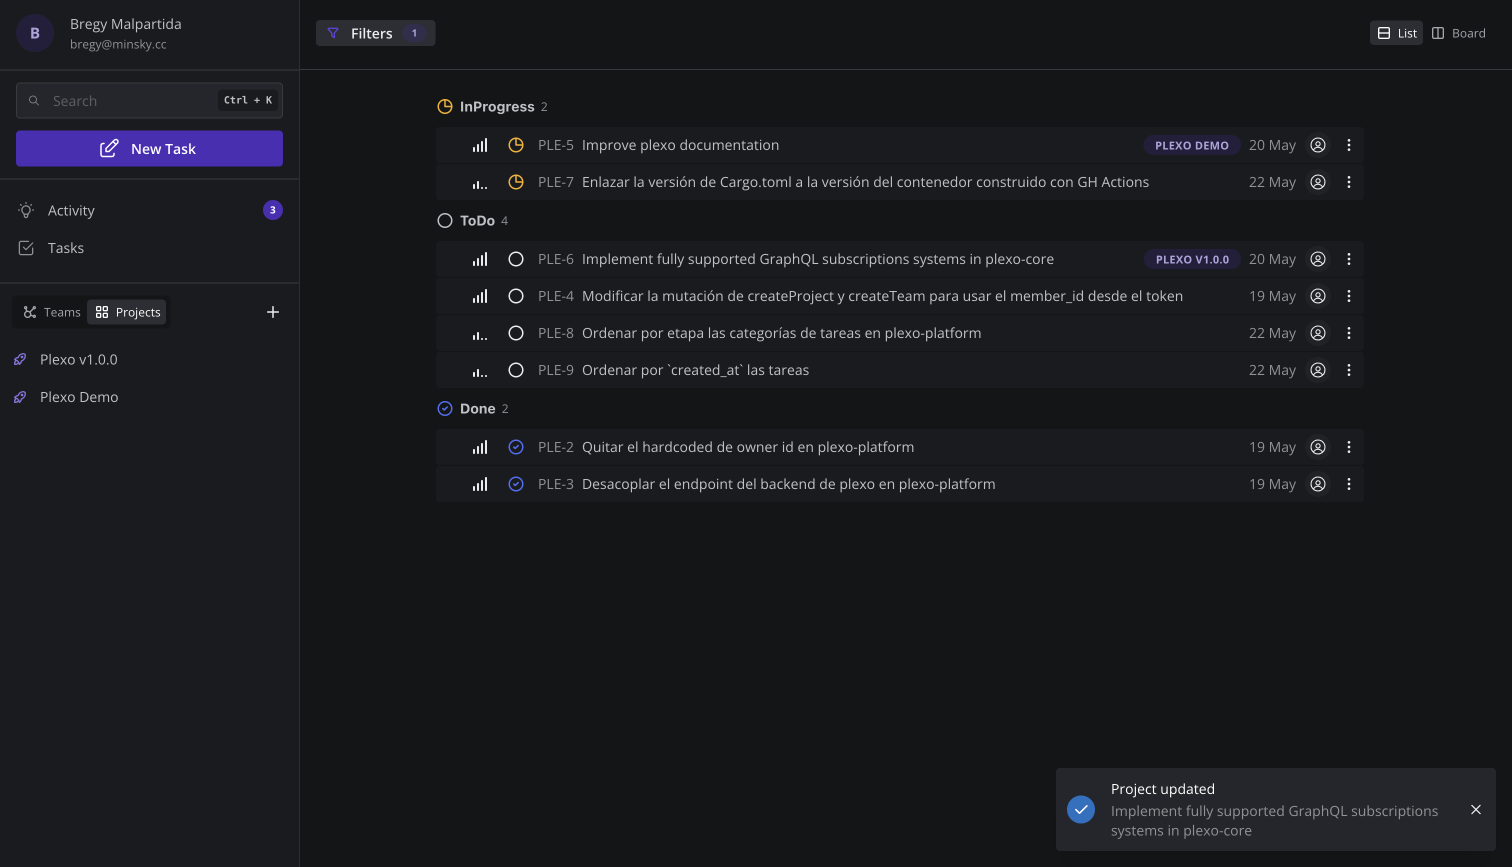 B
Bregy Malpartida
bregy@minsky.cc
Search
Ctrl + K
New Task
Activity
3
Tasks
Teams
Projects
Plexo v1.0.0
Plexo Demo
Filters 1
List
Board
InProgress 2
PLE-5 Improve plexo documentation PLEXO DEMO 20 May
PLE-7 Enlazar la versión de Cargo.toml a la versión del contenedor construido con GH Actions 22 May
ToDo 4
PLE-6 Implement fully supported GraphQL subscriptions systems in plexo-core PLEXO V1.0.0 20 May
PLE-4 Modificar la mutación de createProject y createTeam para usar el member_id desde el token 19 May
PLE-8 Ordenar por etapa las categorías de tareas en plexo-platform 22 May
PLE-9 Ordenar por `created_at` las tareas 22 May
Done 2
PLE-2 Quitar el hardcoded de owner id en plexo-platform 19 May
PLE-3 Desacoplar el endpoint del backend de plexo en plexo-platform 19 May
Project updated
Implement fully supported GraphQL subscriptions
systems in plexo-core